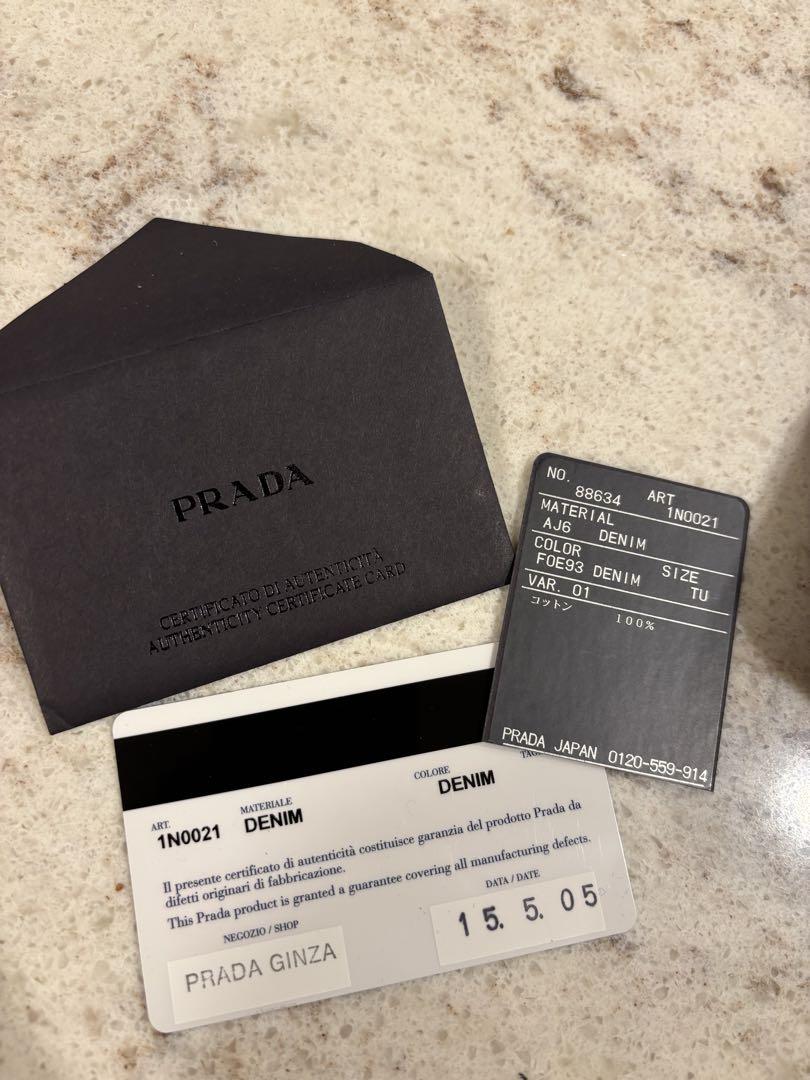 PRADA
CERTIFICATO DI AUTENTICITÀ
AUTHENTICITY CERTIFICATE CARD
NO. 88634 ART 1N0021
MATERIAL
AJ6 DENIM
COLOR SIZE
F0E93 DENIM TU
VAR. 01
コットン 100%
PRADA JAPAN 0120-559-914
ART. MATERIALE COLORE
1N0021 DENIM DENIM
Il presente certificato di autenticità costituisce garanzia del prodotto Prada da
difetti originari di fabbricazione.
This Prada product is granted a guarantee covering all manufacturing defects.
NEGOZIO / SHOP DATA / DATE
PRADA GINZA 15. 5. 05